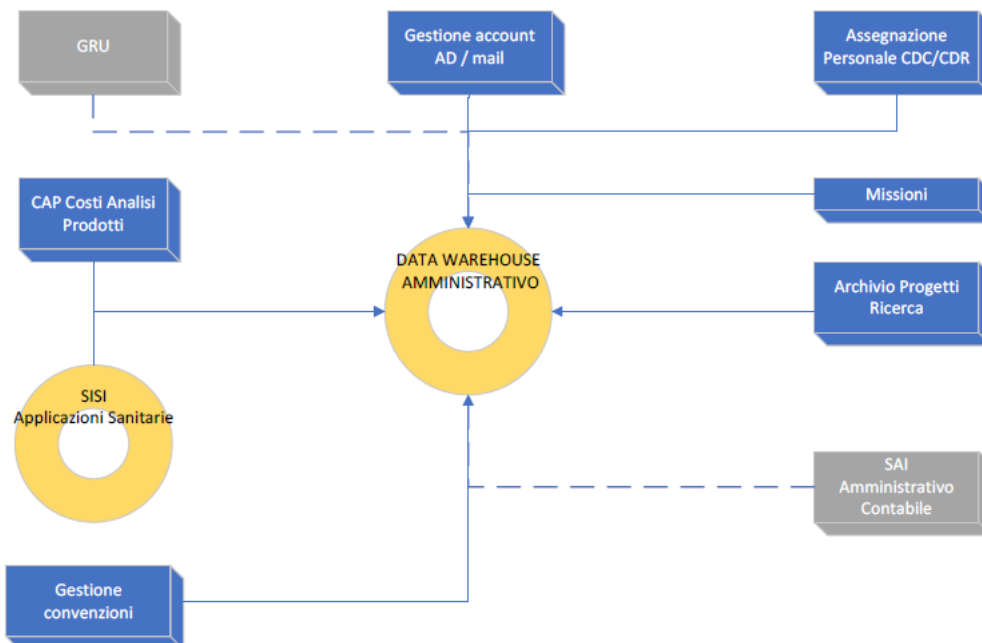 GRU
Gestione account
AD / mail
Assegnazione
Personale CDC/CDR
CAP Costi Analisi
Prodotti
Missioni
DATA WAREHOUSE
AMMINISTRATIVO
Archivio Progetti
Ricerca
SISI
Applicazioni Sanitarie
SAI
Amministrativo
Contabile
Gestione
convenzioni